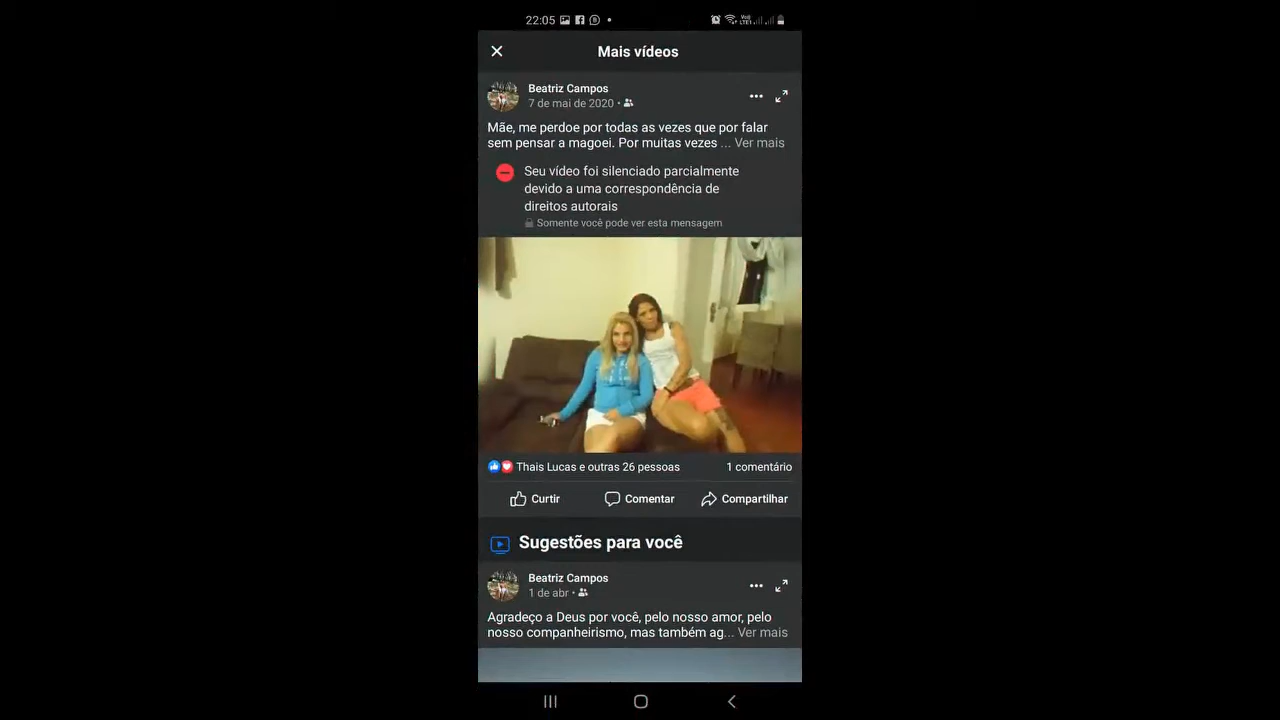 22:05
Mais vídeos
Beatriz Campos
7 de mai de 2020 •
Mãe, me perdoe por todas as vezes que por falar
sem pensar a magoei. Por muitas vezes ... Ver mais
Seu vídeo foi silenciado parcialmente
devido a uma correspondência de
direitos autorais
Somente você pode ver esta mensagem
Thais Lucas e outras 26 pessoas 1 comentário
Curtir Comentar Compartilhar
Sugestões para você
Beatriz Campos
1 de abr •
Agradeço a Deus por você, pelo nosso amor, pelo
nosso companheirismo, mas também ag... Ver mais